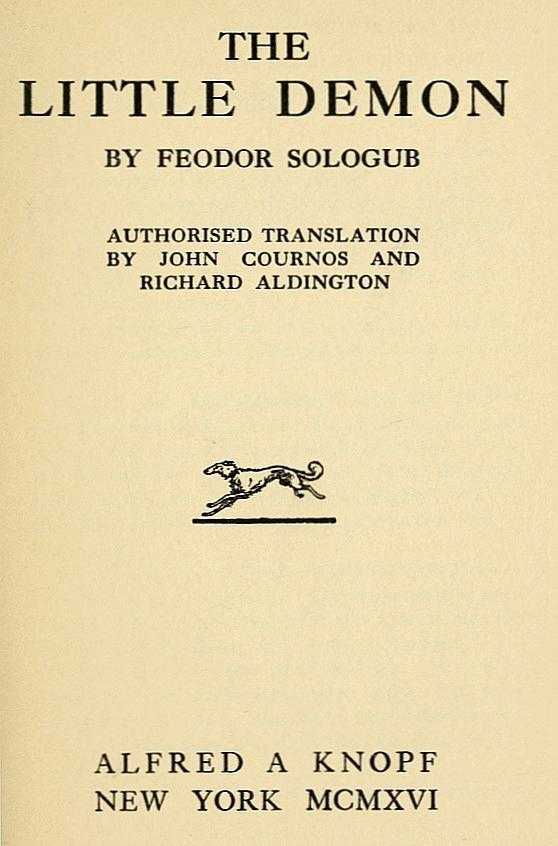 THE
LITTLE DEMON
BY FEODOR SOLOGUB
AUTHORISED TRANSLATION
BY JOHN COURNOS AND
RICHARD ALDINGTON
ALFRED A KNOPF
NEW YORK MCMXVI